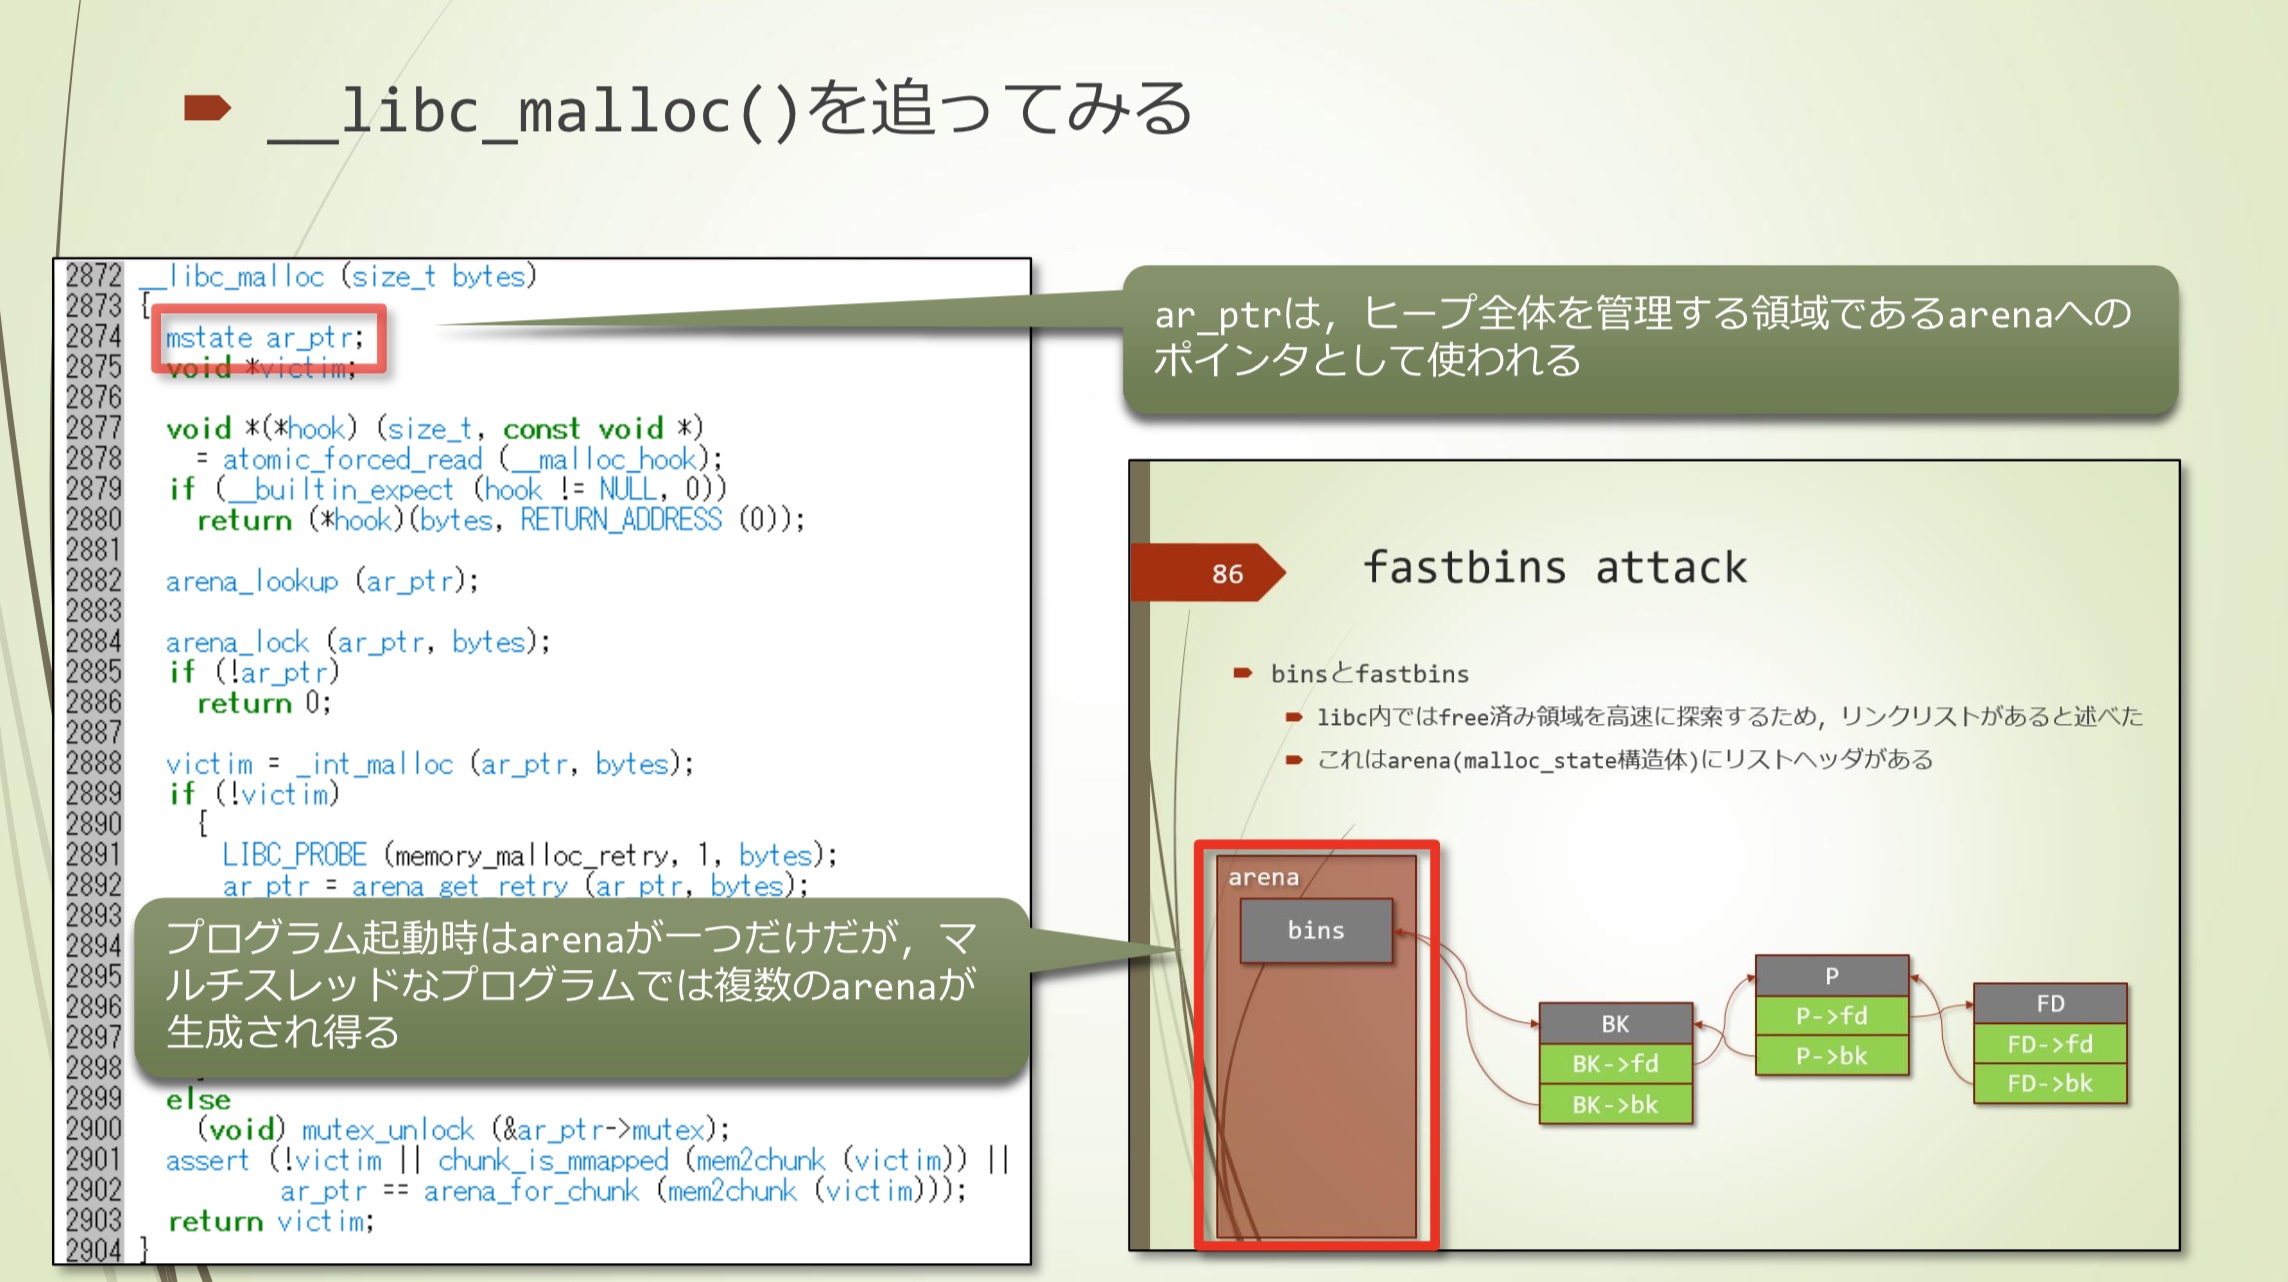 __libc_malloc()を追ってみる
2872 __libc_malloc (size_t bytes)
2873 {
2874 mstate ar_ptr;
2875 void *victim;
2876
2877 void *(*hook) (size_t, const void *)
2878 = atomic_forced_read (__malloc_hook);
2879 if (__builtin_expect (hook != NULL, 0))
2880 return (*hook)(bytes, RETURN_ADDRESS (0));
2881
2882 arena_lookup (ar_ptr);
2883
2884 arena_lock (ar_ptr, bytes);
2885 if (!ar_ptr)
2886 return 0;
2887
2888 victim = _int_malloc (ar_ptr, bytes);
2889 if (!victim)
2890 {
2891 LIBC_PROBE (memory_malloc_retry, 1, bytes);
2892 ar_ptr = arena_get_retry (ar_ptr, bytes);
2893
2894
2895
2896
2897
2898
2899 else
2900 (void) mutex_unlock (&ar_ptr->mutex);
2901 assert (!victim || chunk_is_mmapped (mem2chunk (victim)) ||
2902 ar_ptr == arena_for_chunk (mem2chunk (victim)));
2903 return victim;
2904 }
プログラム起動時はarenaが一つだけだが，マ
ルチスレッドなプログラムでは複数のarenaが
生成され得る
ar_ptrは，ヒープ全体を管理する領域であるarenaへの
ポインタとして使われる
86
fastbins attack
binsとfastbins
libc内ではfree済み領域を高速に探索するため，リンクリストがあると述べた
これはarena(malloc_state構造体)にリストヘッダがある
arena
bins
BK
BK->fd
BK->bk
P
P->fd
P->bk
FD
FD->fd
FD->bk